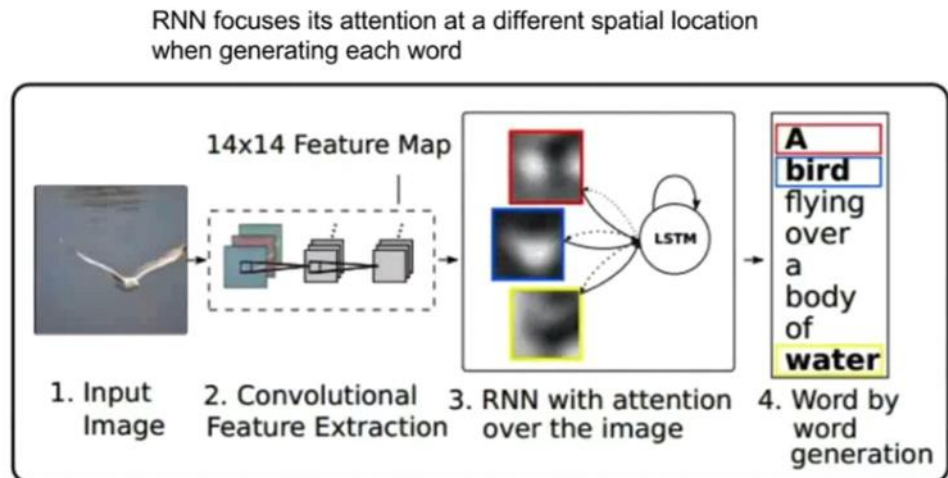 RNN focuses its attention at a different spatial location
when generating each word
14x14 Feature Map
LSTM
A
bird
flying
over
a
body
of
water
1. Input
Image
2. Convolutional
Feature Extraction
3. RNN with attention
over the image
4. Word by
word
generation